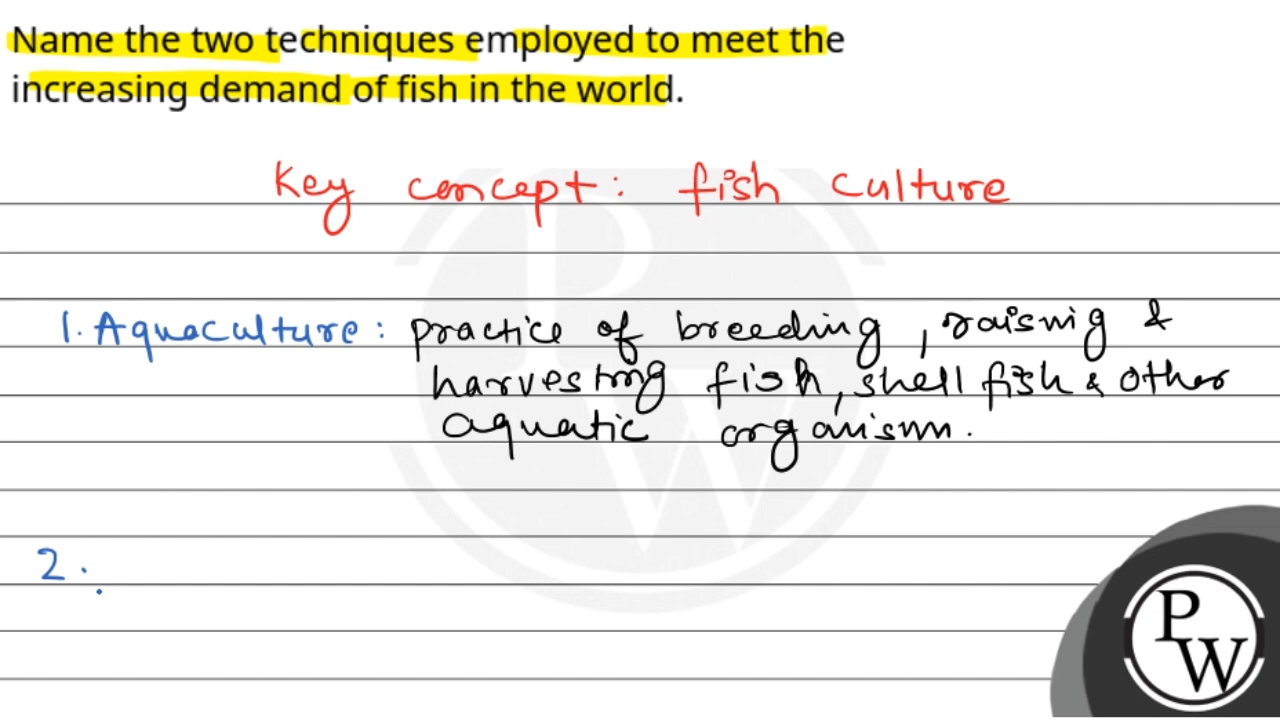 Name the two techniques employed to meet the
increasing demand of fish in the world.
Key concept: fish culture
1. Aquaculture: practice of breeding, raising &
harvesting fish, shell fish & other
aquatic organism.
2.
PW